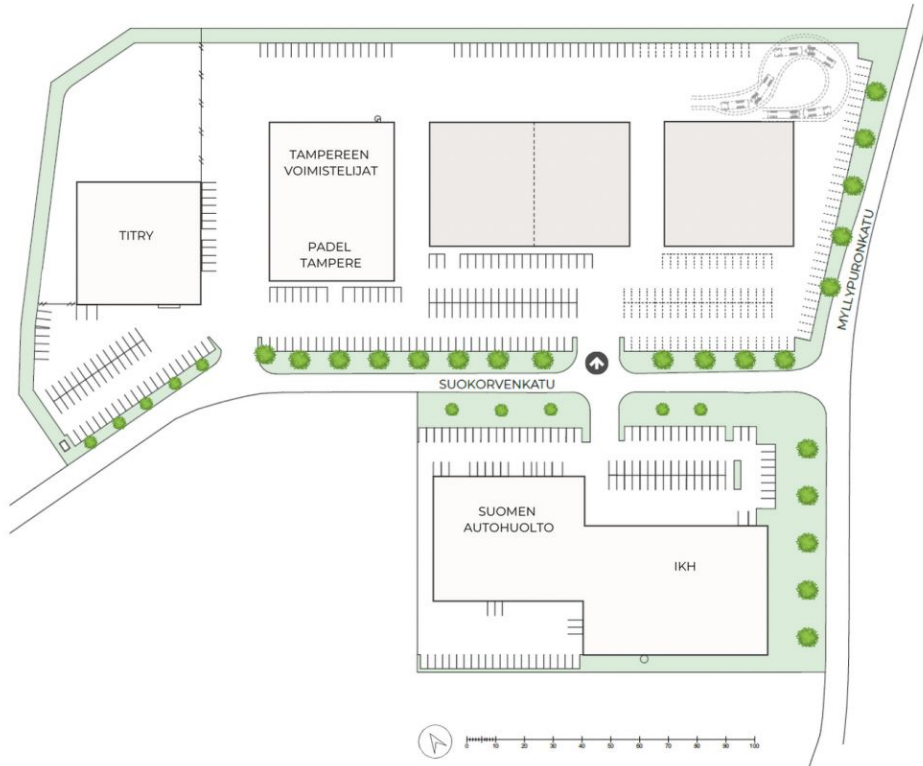 TAMPEREEN
VOIMISTELIJAT
TITRY
PADEL
TAMPERE
MYLLYPURONKATU
SUOKORVENKATU
SUOMEN
AUTOHUOLTO
IKH
0 10 20 30 40 50 60 70 80 90 100